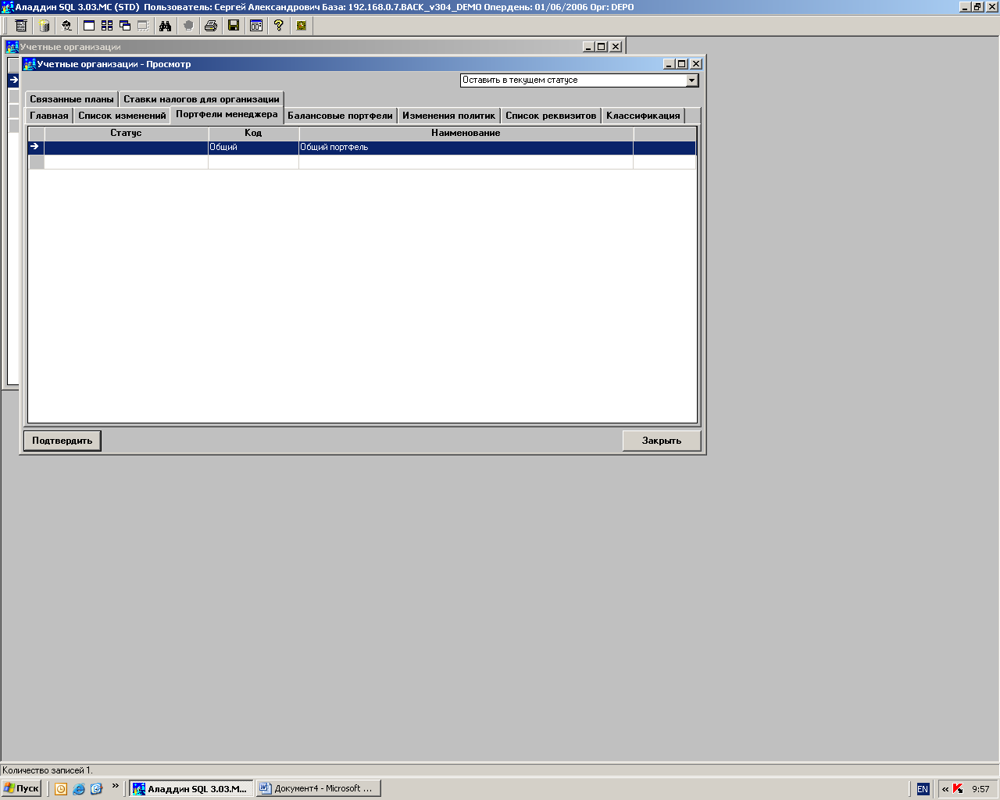 Аладдин SQL 3.03.МС (STD) Пользователь: Сергей Александрович База: 192.168.0.7.BACK_v304_DEMO Опердень: 01/06/2006 Орг: DEPO
Учетные организации
Учетные организации - Просмотр
Оставить в текущем статусе
Связанные планы Ставки налогов для организации
Главная Список изменений Портфели менеджера Балансовые портфели Изменения политик Список реквизитов Классификация
Статус Код Наименование
Общий Общий портфель
Подтвердить Закрыть
Количество записей 1.
Пуск » Аладдин SQL 3.03.М... Документ4 - Microsoft ... EN « 9:57